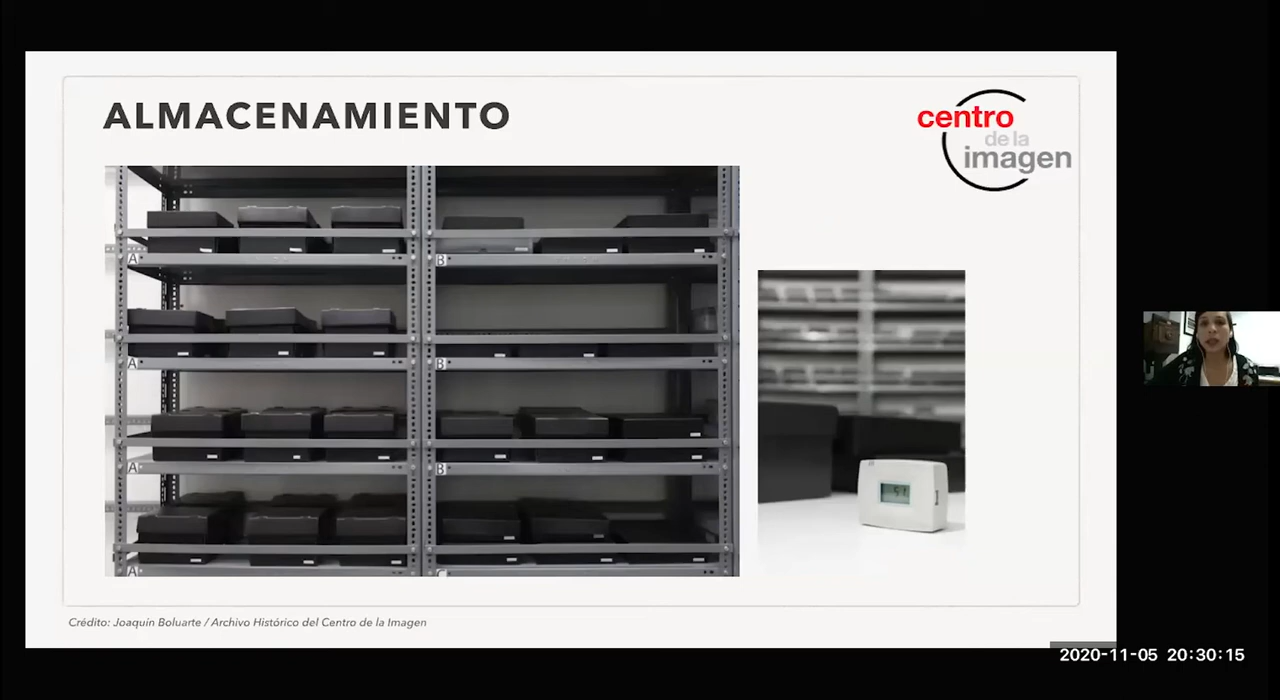 ALMACENAMIENTO
centro
de la
imagen
A
B
A
B
A
B
A
Crédito: Joaquín Boluarte / Archivo Histórico del Centro de la Imagen
2020-11-05 20:30:15